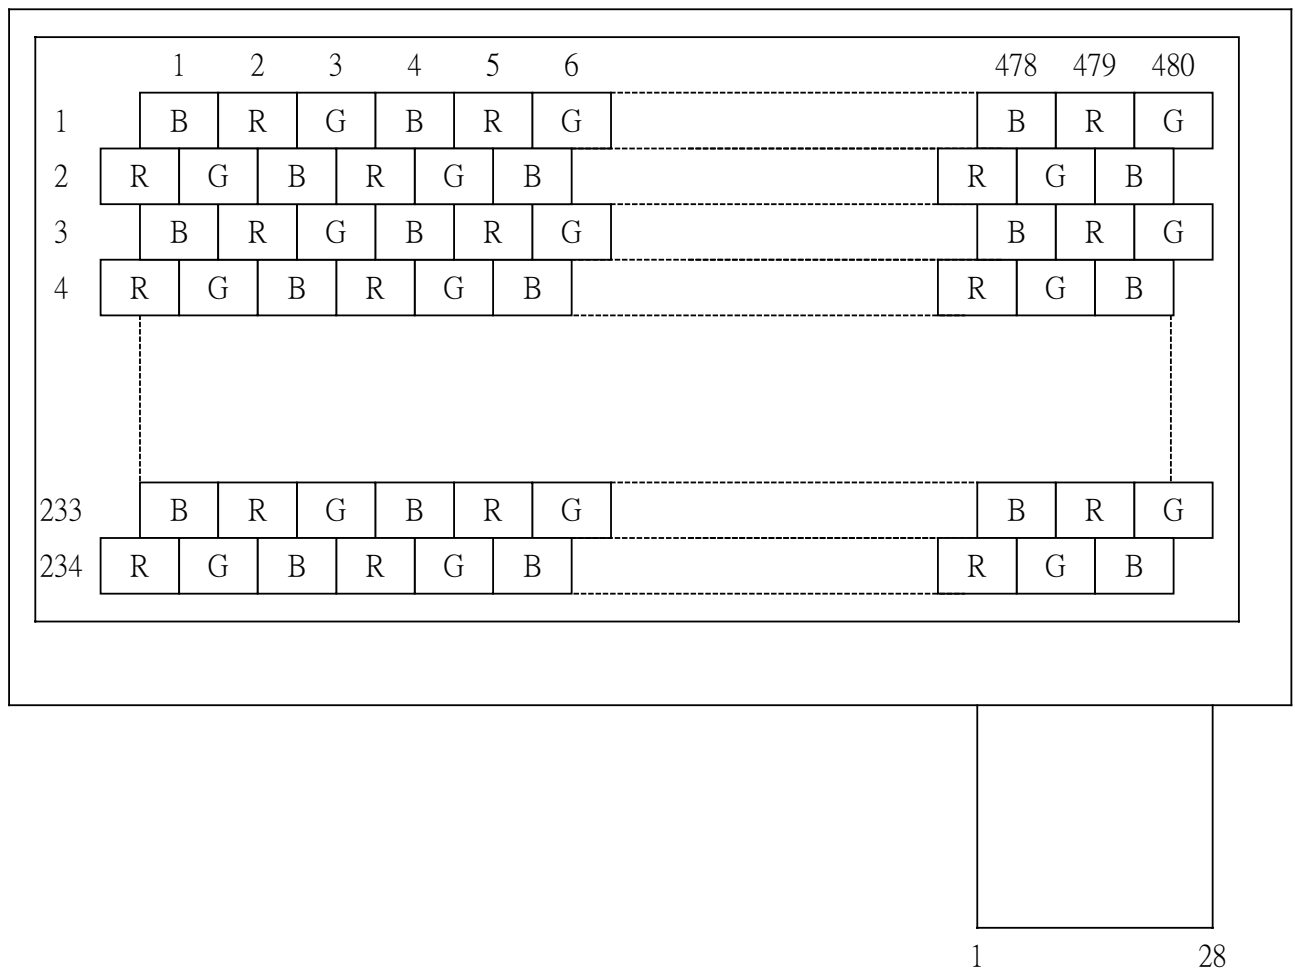 1 2 3 4 5 6 478 479 480
1 B R G B R G B R G
2 R G B R G B R G B
3 B R G B R G B R G
4 R G B R G B R G B
233 B R G B R G B R G
234 R G B R G B R G B
1 28